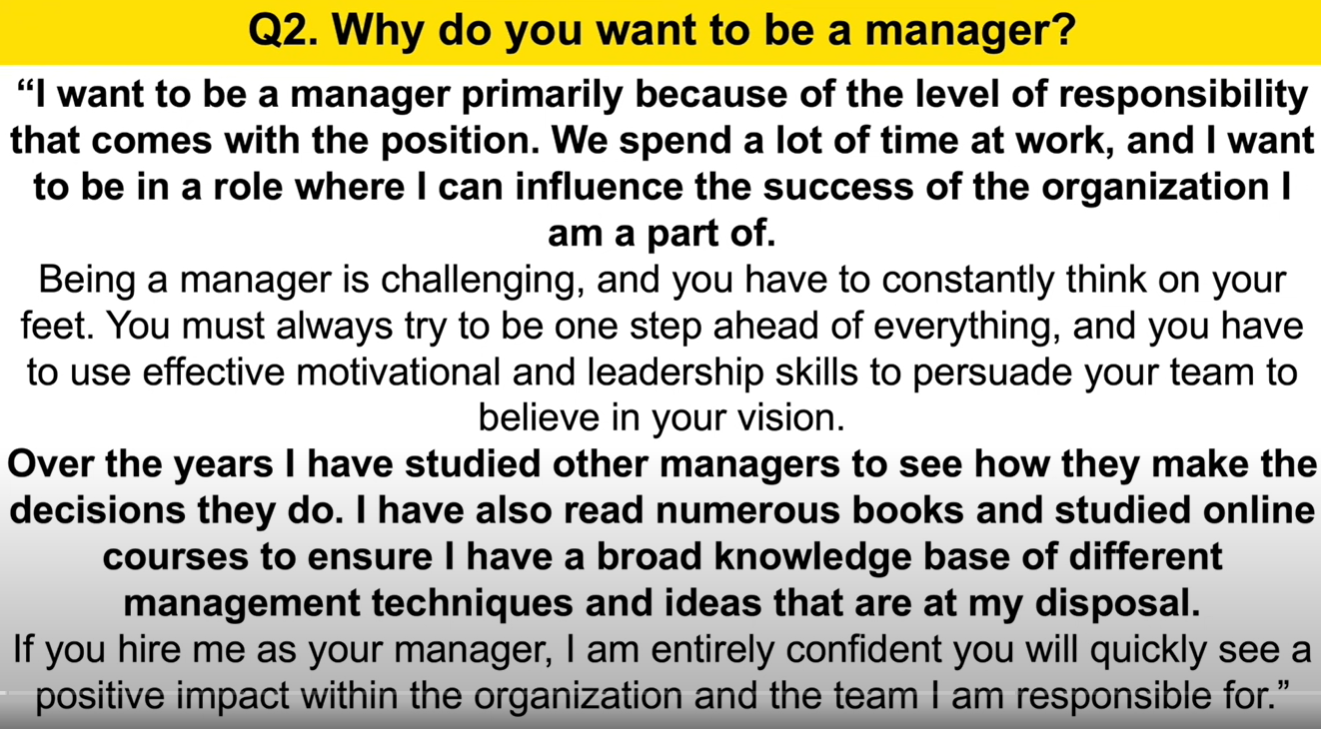 Q2. Why do you want to be a manager?
“I want to be a manager primarily because of the level of responsibility
that comes with the position. We spend a lot of time at work, and I want
to be in a role where I can influence the success of the organization I
am a part of.
Being a manager is challenging, and you have to constantly think on your
feet. You must always try to be one step ahead of everything, and you have
to use effective motivational and leadership skills to persuade your team to
believe in your vision.
Over the years I have studied other managers to see how they make the
decisions they do. I have also read numerous books and studied online
courses to ensure I have a broad knowledge base of different
management techniques and ideas that are at my disposal.
If you hire me as your manager, I am entirely confident you will quickly see a
positive impact within the organization and the team I am responsible for.”